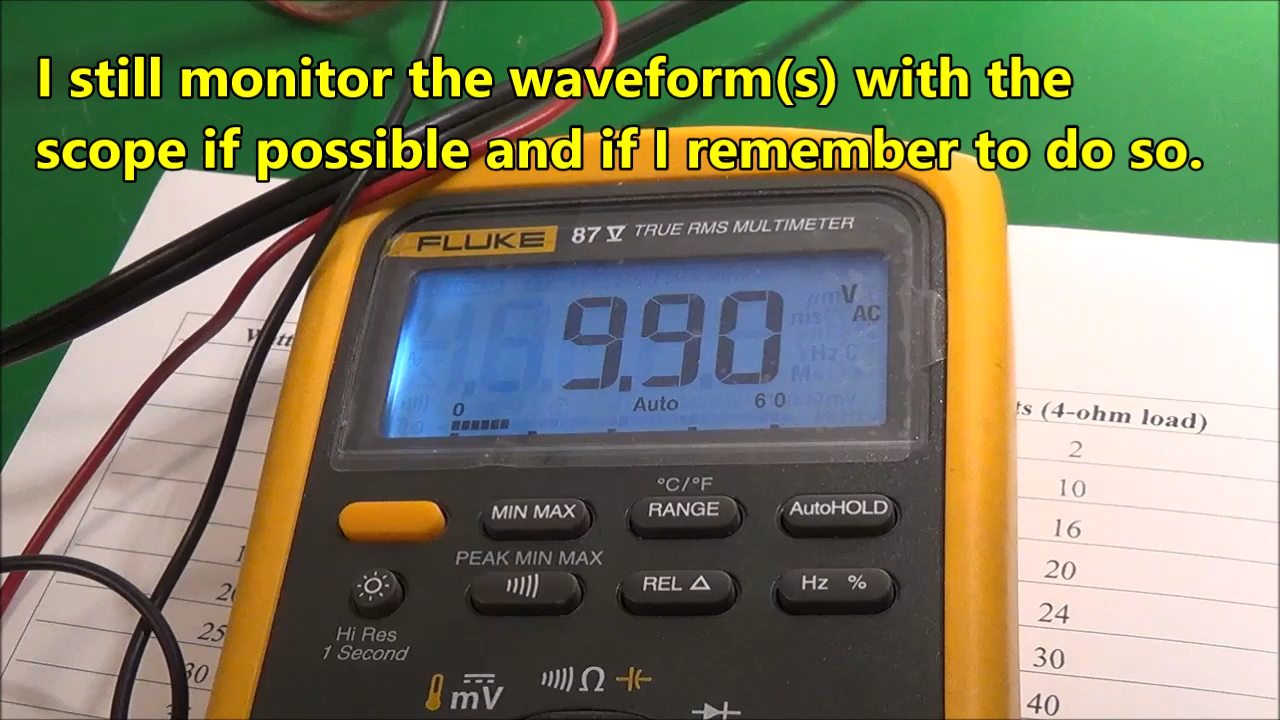 I still monitor the waveform(s) with the
scope if possible and if I remember to do so.
FLUKE 87 V TRUE RMS MULTIMETER
9.90 V AC
0 Auto 60
ts (4-ohm load)
2
10
16
20
24
30
40
°C/°F
MIN MAX RANGE AutoHOLD
PEAK MIN MAX
REL Δ Hz %
Hi Res
1 Second
25
30
mV Ω